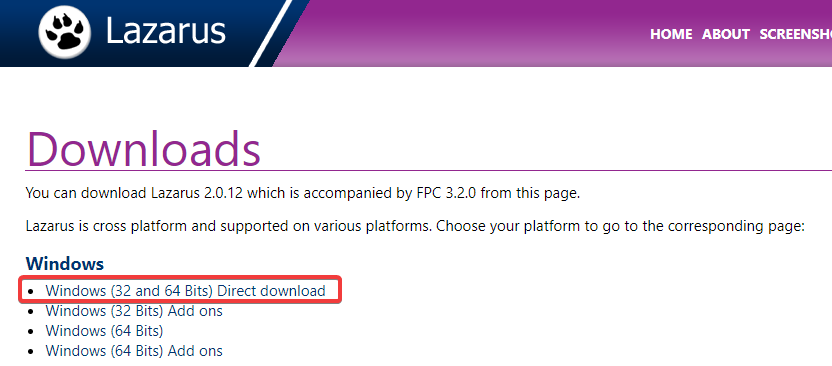 Lazarus
HOME ABOUT
Downloads
You can download Lazarus 2.0.12 which is accompanied by FPC 3.2.0 from this page.
Lazarus is cross platform and supported on various platforms. Choose your platform to go to the corresponding page:
Windows
Windows (32 and 64 Bits) Direct download
Windows (32 Bits) Add ons
Windows (64 Bits)
Windows (64 Bits) Add ons